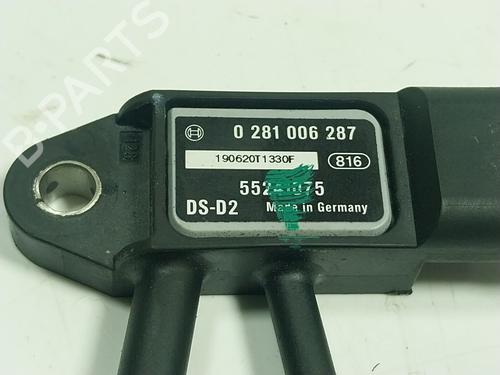 B-PARTS
0 281 006 287
190620T1330F
816
DS-D2
Made in Germany